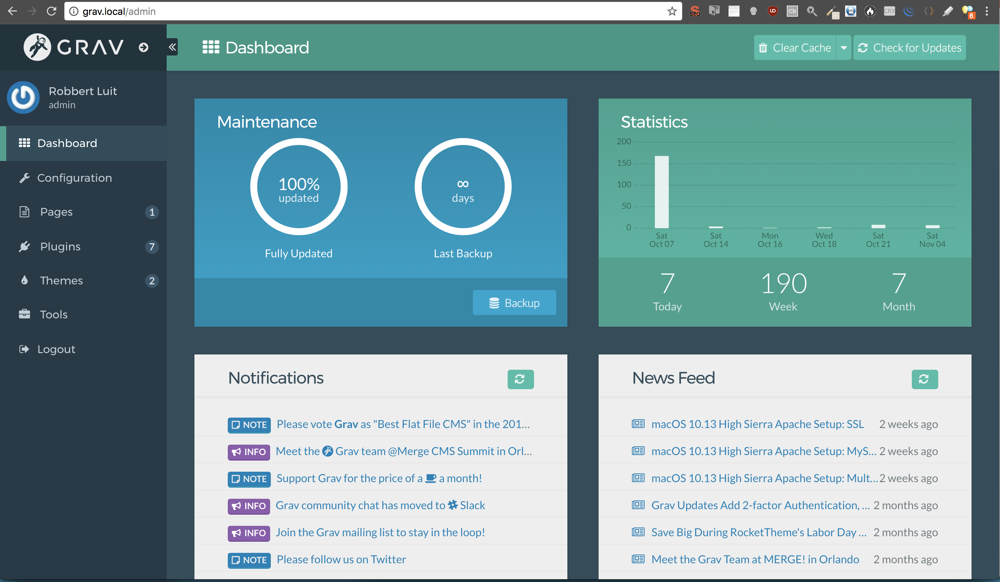 grav.local/admin
SEO
Cb
CRX
6
GRAV
Dashboard
Clear Cache
Check for Updates
Robbert Luit
admin
Dashboard
Configuration
Pages 1
Plugins 7
Themes 2
Tools
Logout
Maintenance
100%
updated
Fully Updated
∞
days
Last Backup
Backup
Statistics
200
150
100
50
0
Sat
Oct 07
Sat
Oct 14
Mon
Oct 16
Wed
Oct 18
Sat
Oct 21
Sat
Nov 04
7
Today
190
Week
7
Month
Notifications
NOTE Please vote Grav as "Best Flat File CMS" in the 201...
INFO Meet the Grav team @Merge CMS Summit in Orl...
NOTE Support Grav for the price of a a month!
INFO Grav community chat has moved to Slack
INFO Join the Grav mailing list to stay in the loop!
NOTE Please follow us on Twitter
News Feed
macOS 10.13 High Sierra Apache Setup: SSL 2 weeks ago
macOS 10.13 High Sierra Apache Setup: MyS... 2 weeks ago
macOS 10.13 High Sierra Apache Setup: Mult... 2 weeks ago
Grav Updates Add 2-factor Authentication, ... 2 months ago
Save Big During RocketTheme's Labor Day ... 2 months ago
Meet the Grav Team at MERGE! in Orlando 2 months ago